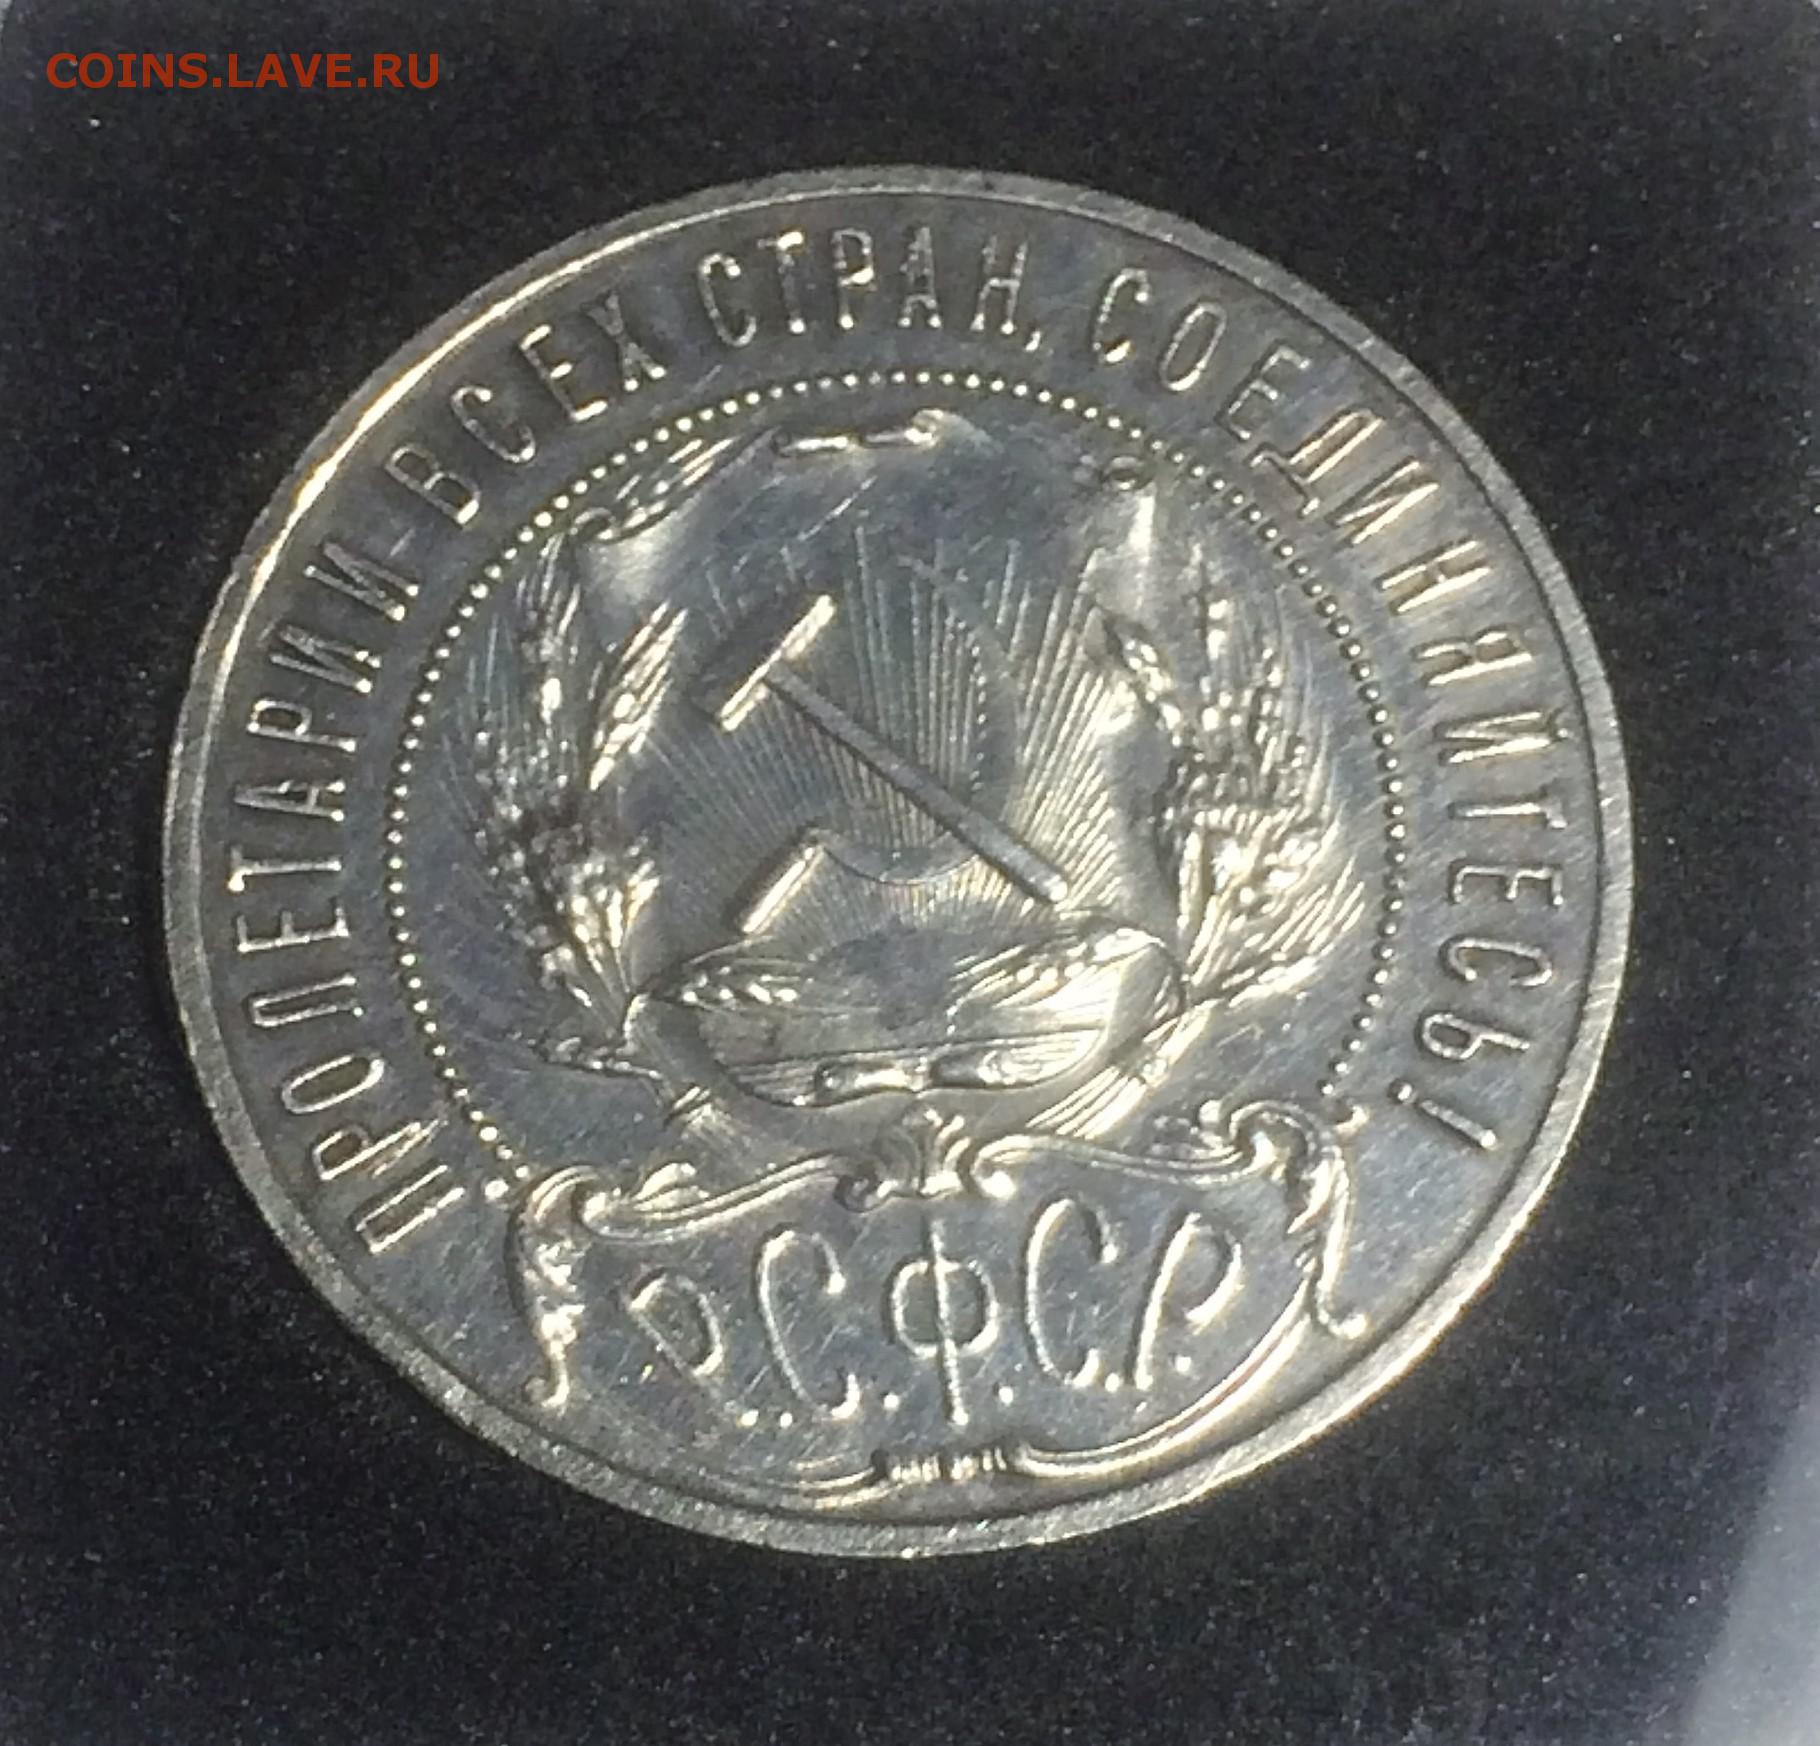 COINS.LAVE.RU
ПРОЛЕТАРИИ ВСЕХ СТРАН, СОЕДИНЯЙТЕСЬ!
Р.С.Ф.С.Р.